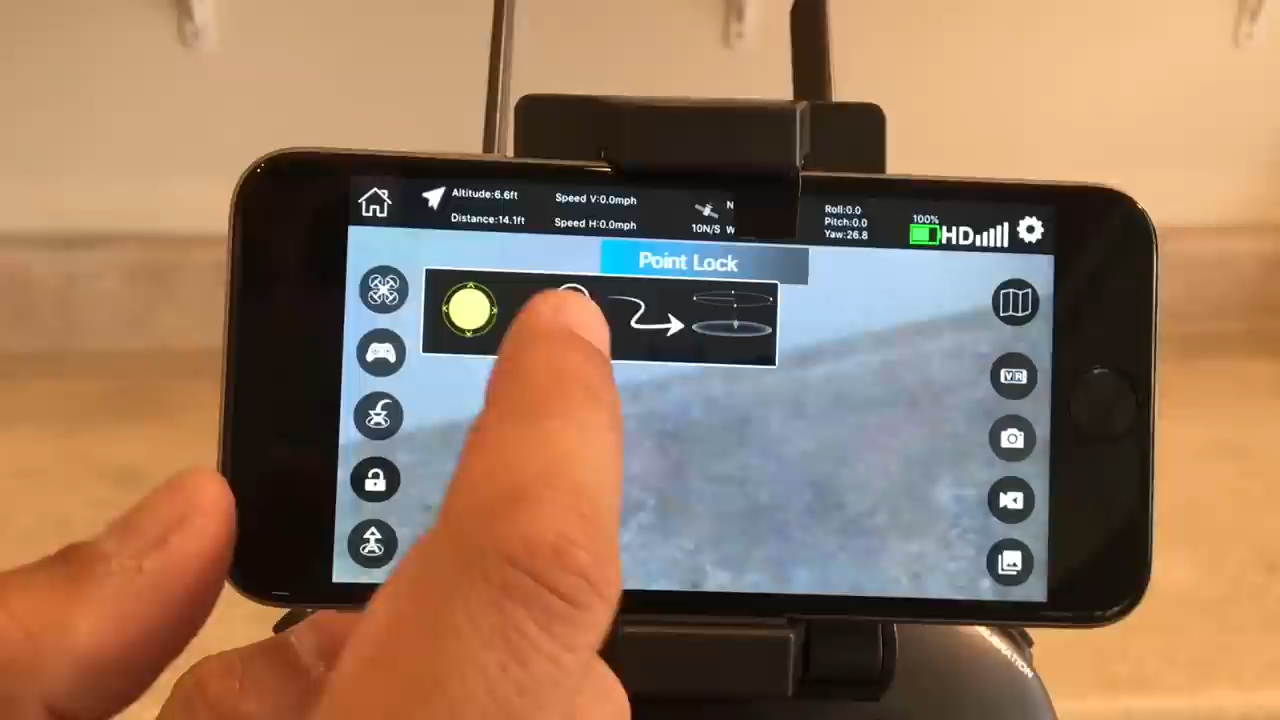 Altitude:6.6ft
Distance:14.1ft
Speed V:0.0mph
Speed H:0.0mph
10N/S
N
W
Roll:0.0
Pitch:0.0
Yaw:26.8
100%
HD
Point Lock
VR